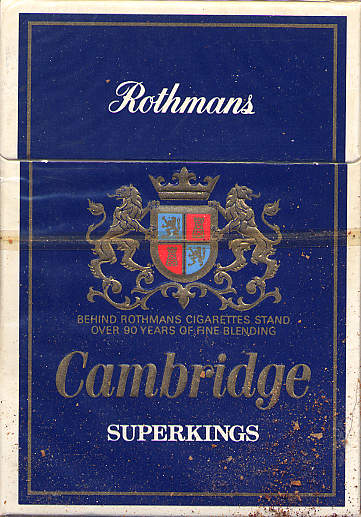 Rothmans
BEHIND ROTHMANS CIGARETTES STAND
OVER 90 YEARS OF FINE BLENDING
Cambridge
SUPERKINGS